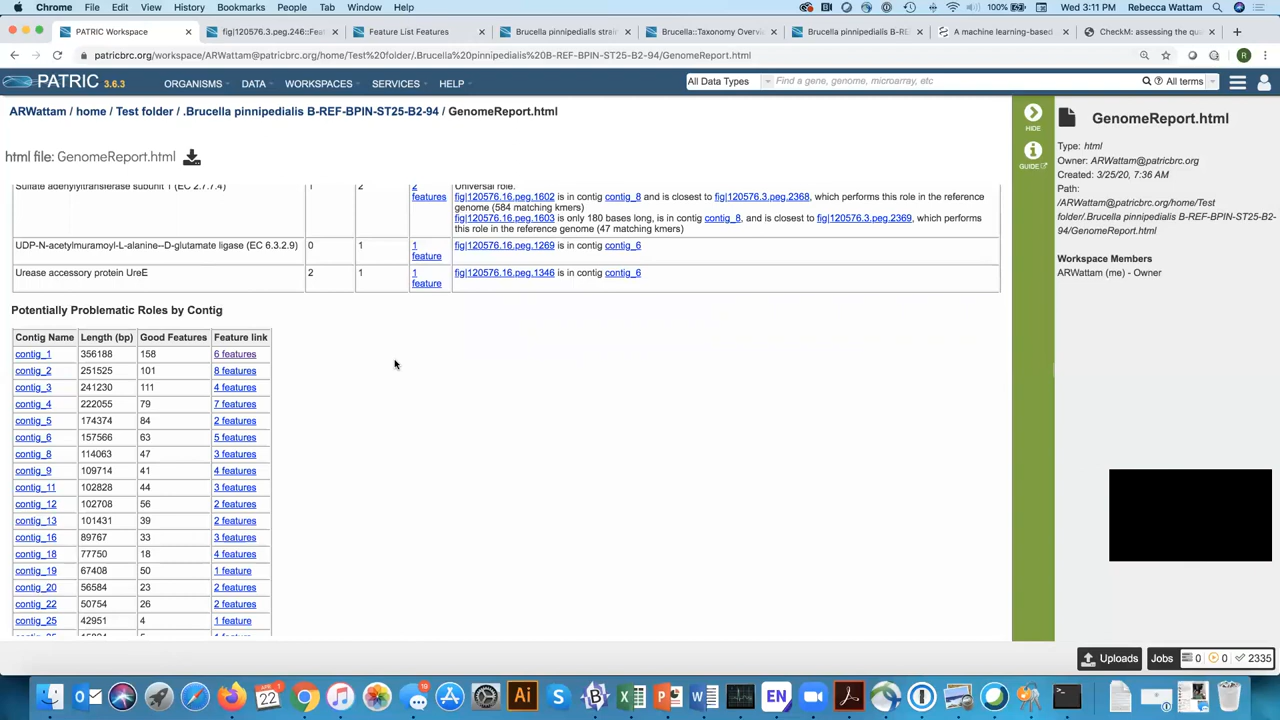 Chrome File Edit View History Bookmarks People Tab Window Help 100% Wed 3:11 PM Rebecca Wattam
PATRIC Workspace fig|120576.3.peg.246::Feat Feature List Features Brucella pinnipedialis strai Brucella::Taxonomy Overvi Brucella pinnipedialis B-RE A machine learning-based CheckM: assessing the qua
patricbrc.org/workspace/ARWattam@patricbrc.org/home/Test%20folder/.Brucella%20pinnipedialis%20B-REF-BPIN-ST25-B2-94/GenomeReport.html
PATRIC 3.6.3 ORGANISMS DATA WORKSPACES SERVICES HELP All Data Types Find a gene, genome, microarray, etc All terms
ARWattam / home / Test folder / .Brucella pinnipedialis B-REF-BPIN-ST25-B2-94 / GenomeReport.html
html file: GenomeReport.html
Sulfate adenylyltransferase subunit 1 (EC 2.7.7.4) 1 2 2 features Universal role.
fig|120576.16.peg.1602 is in contig contig_8 and is closest to fig|120576.3.peg.2368, which performs this role in the reference
genome (584 matching kmers)
fig|120576.16.peg.1603 is only 180 bases long, is in contig contig_8, and is closest to fig|120576.3.peg.2369, which performs
this role in the reference genome (47 matching kmers)
UDP-N-acetylmuramoyl-L-alanine--D-glutamate ligase (EC 6.3.2.9) 0 1 1 feature fig|120576.16.peg.1269 is in contig contig_6
Urease accessory protein UreE 2 1 1 feature fig|120576.16.peg.1346 is in contig contig_6
Potentially Problematic Roles by Contig
Contig Name Length (bp) Good Features Feature link
contig_1 356188 158 6 features
contig_2 251525 101 8 features
contig_3 241230 111 4 features
contig_4 222055 79 7 features
contig_5 174374 84 2 features
contig_6 157566 63 5 features
contig_8 114063 47 3 features
contig_9 109714 41 4 features
contig_11 102828 44 3 features
contig_12 102708 56 2 features
contig_13 101431 39 2 features
contig_16 89767 33 3 features
contig_18 77750 18 4 features
contig_19 67408 50 1 feature
contig_20 56584 23 2 features
contig_22 50754 26 2 features
contig_25 42951 4 1 feature
HIDE
GUIDE
GenomeReport.html
Type: html
Owner: ARWattam@patricbrc.org
Created: 3/25/20, 7:36 AM
Path:
/ARWattam@patricbrc.org/home/Test
folder/.Brucella pinnipedialis B-REF-BPIN-ST25-B2-
94/GenomeReport.html
Workspace Members
ARWattam (me) - Owner
Uploads Jobs 0 0 2335
APR 22 Ai 19 EN